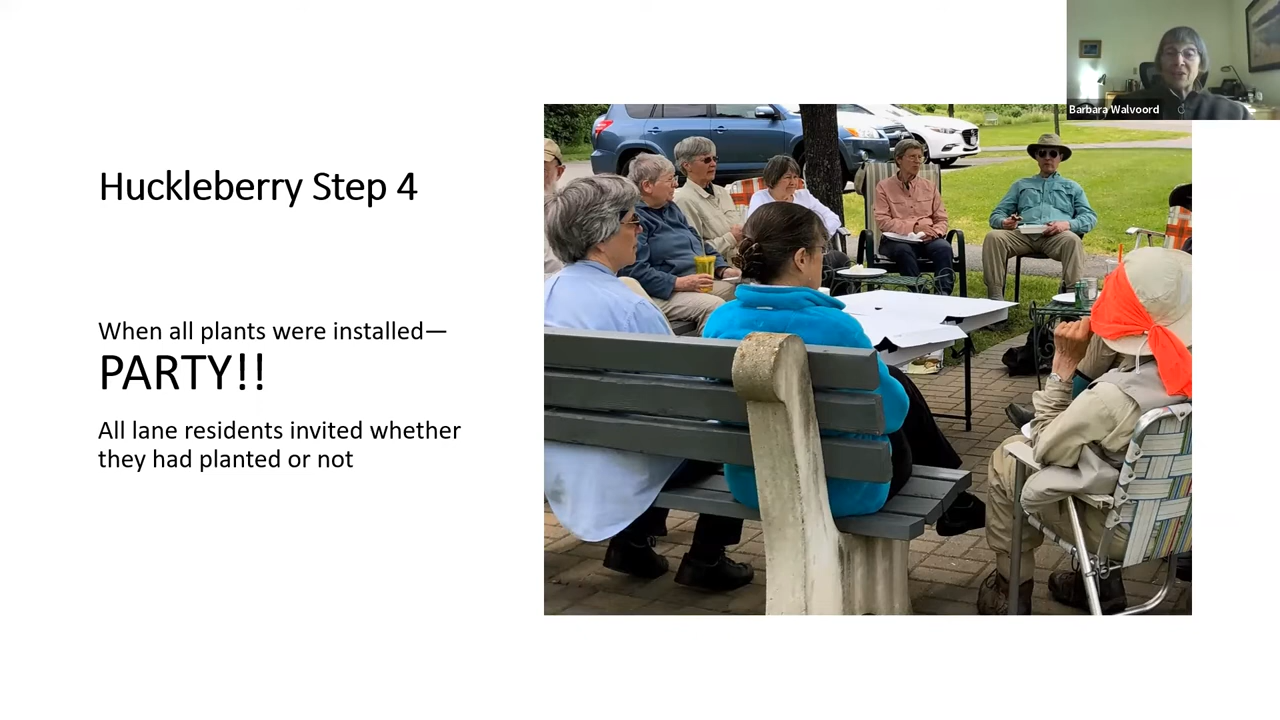 Barbara Walvoord
Huckleberry Step 4
When all plants were installed—
PARTY!!
All lane residents invited whether
they had planted or not